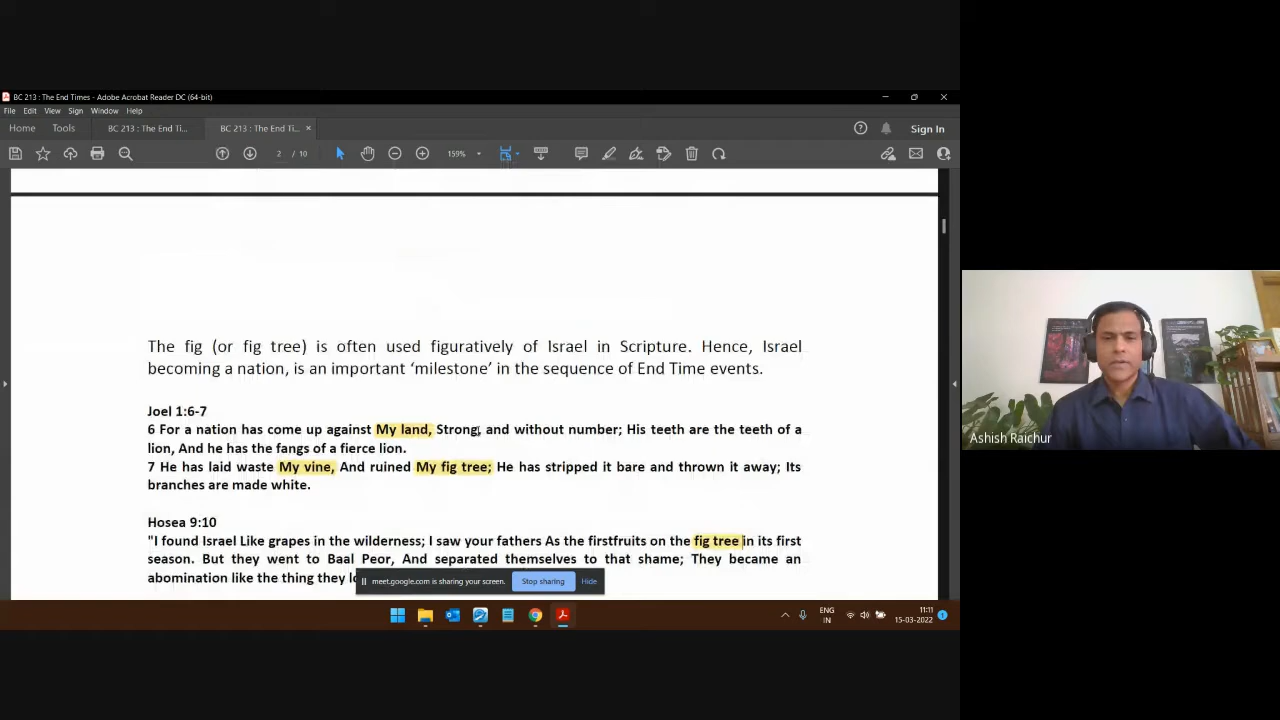 BC 213 : The End Times - Adobe Acrobat Reader DC (64-bit)
File Edit View Sign Window Help
Home Tools BC 213 : The End Ti... BC 213 : The End Ti... ×
Sign In
2 / 10 159%
The fig (or fig tree) is often used figuratively of Israel in Scripture. Hence, Israel
becoming a nation, is an important ‘milestone’ in the sequence of End Time events.
Joel 1:6-7
6 For a nation has come up against My land, Strong, and without number; His teeth are the teeth of a
lion, And he has the fangs of a fierce lion.
7 He has laid waste My vine, And ruined My fig tree; He has stripped it bare and thrown it away; Its
branches are made white.
Hosea 9:10
"I found Israel Like grapes in the wilderness; I saw your fathers As the firstfruits on the fig tree in its first
season. But they went to Baal Peor, And separated themselves to that shame; They became an
abomination like the thing they
meet.google.com is sharing your screen. Stop sharing Hide
ENG
IN
11:11
15-03-2022
Ashish Raichur